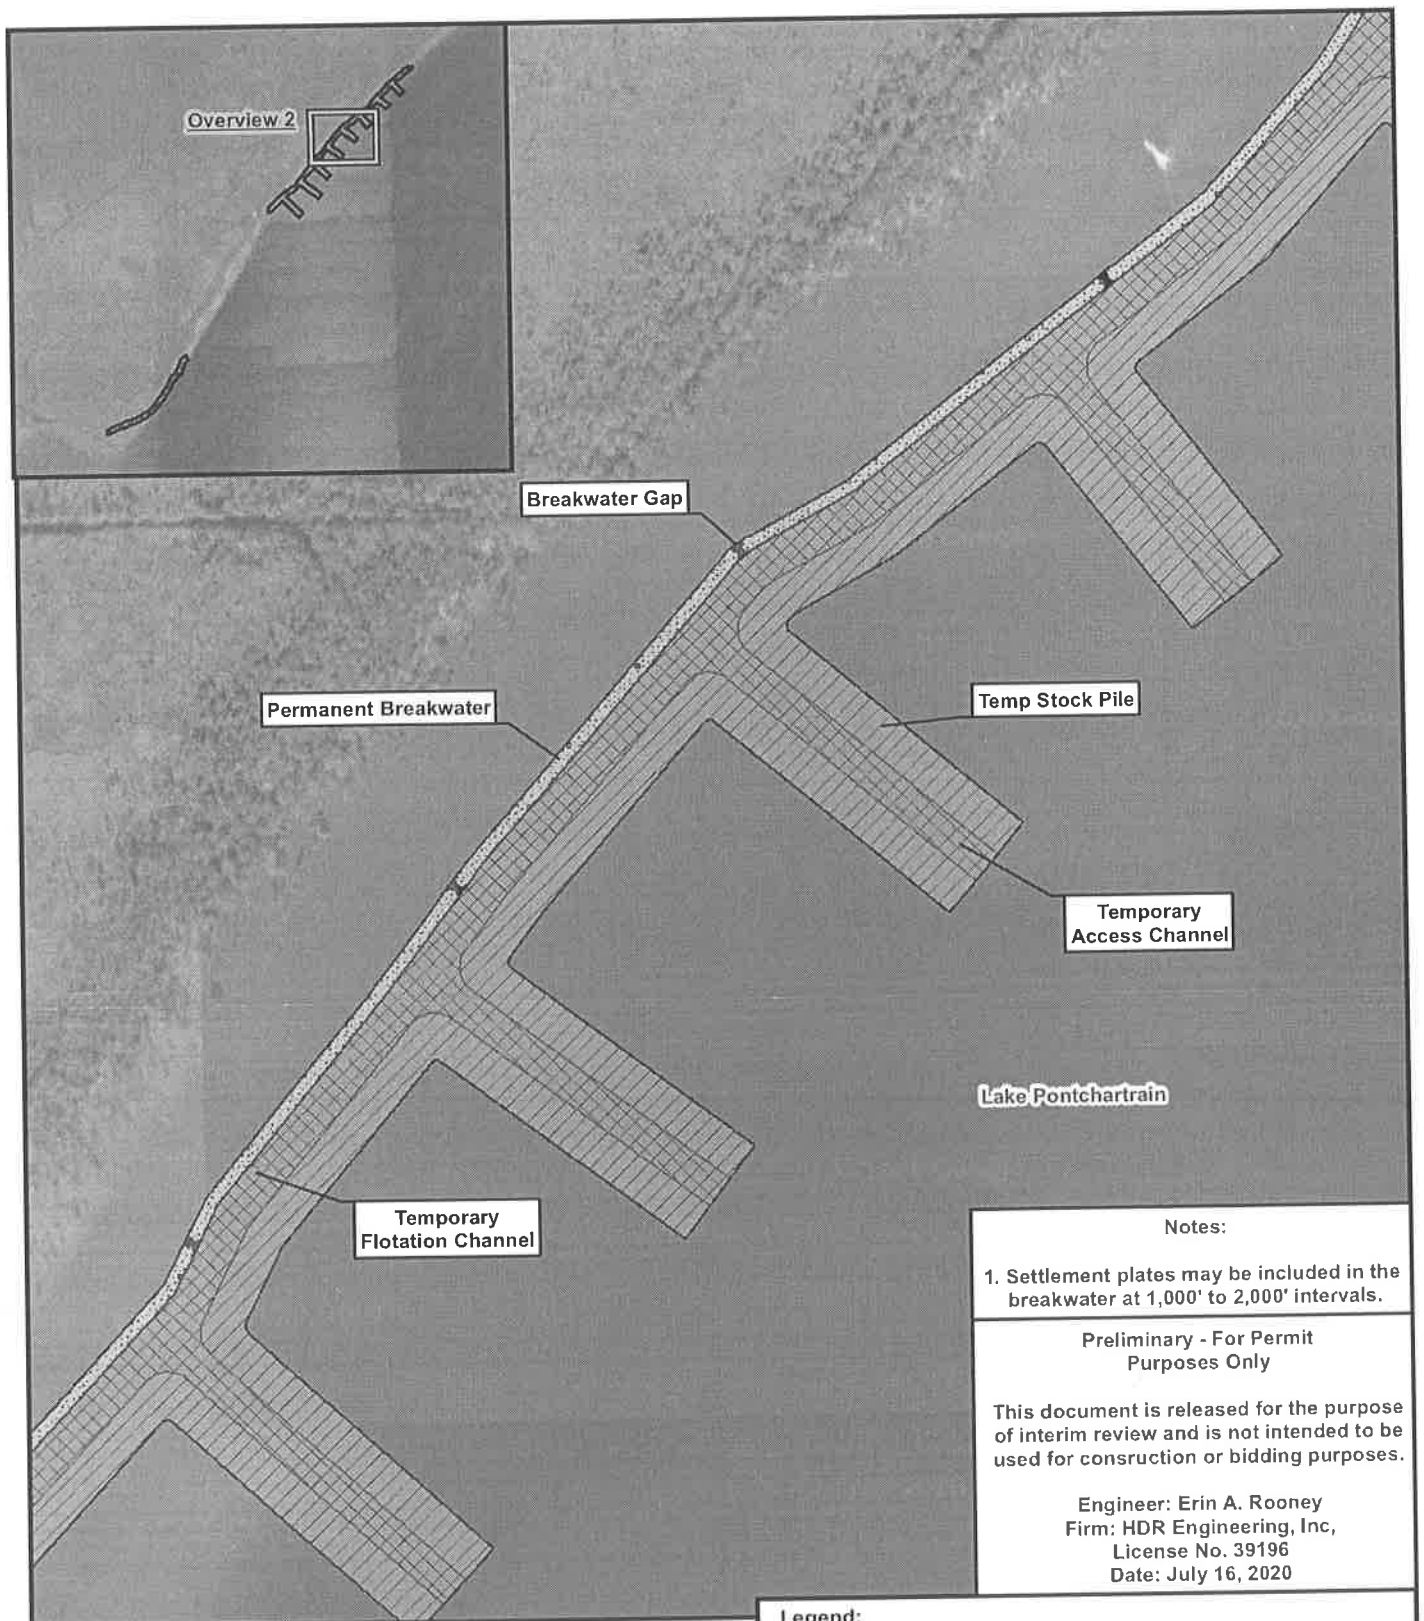 Overview 2
Breakwater Gap
Permanent Breakwater
Temp Stock Pile
Temporary
Access Channel
Lake Pontchartrain
Temporary
Flotation Channel
Notes:
1. Settlement plates may be included in the
breakwater at 1,000' to 2,000' intervals.
Preliminary - For Permit
Purposes Only
This document is released for the purpose
of interim review and is not intended to be
used for consruction or bidding purposes.
Engineer: Erin A. Rooney
Firm: HDR Engineering, Inc,
License No. 39196
Date: July 16, 2020
Legend: